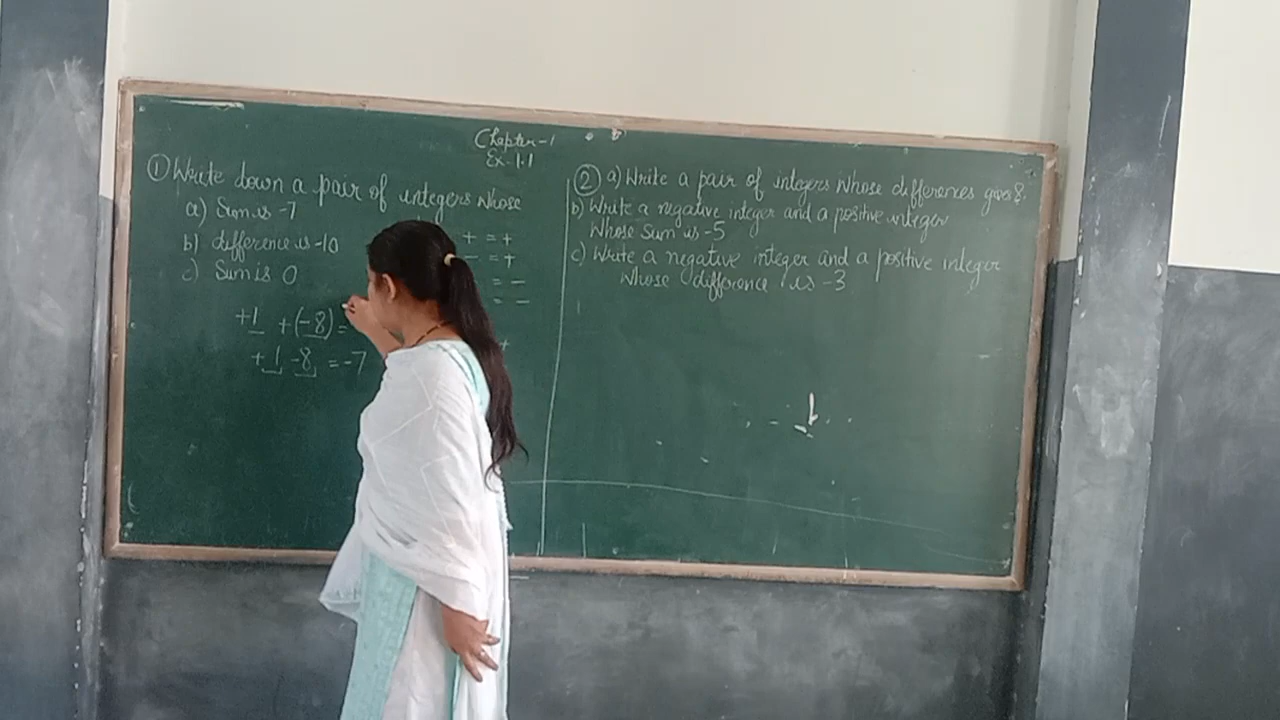 Chapter-1
Ex-1.1
① Write down a pair of integers whose
a) Sum is -7
b) difference is -10
c) Sum is 0
+ = +
- = +
= -
= -
+1 + (-8) =
+1 -8 = -7
+
② a) Write a pair of integers whose differences gives 8.
b) Write a negative integer and a positive integer
Whose Sum is -5
c) Write a negative integer and a positive integer
Whose difference is -3